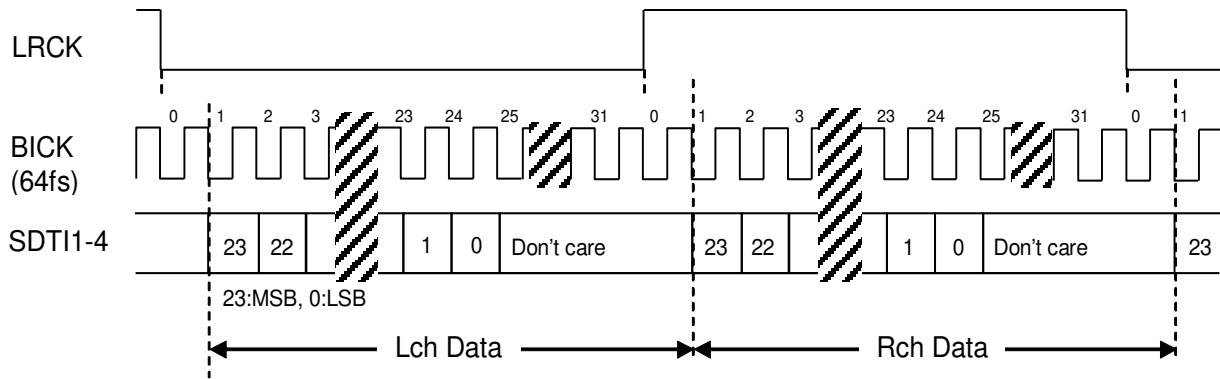 LRCK
0 1 2 3 23 24 25 31 0 1 2 3 23 24 25 31 0 1
BICK
(64fs)
SDTI1-4
23 22 1 0 Don't care 23 22 1 0 Don't care 23
23:MSB, 0:LSB
Lch Data Rch Data